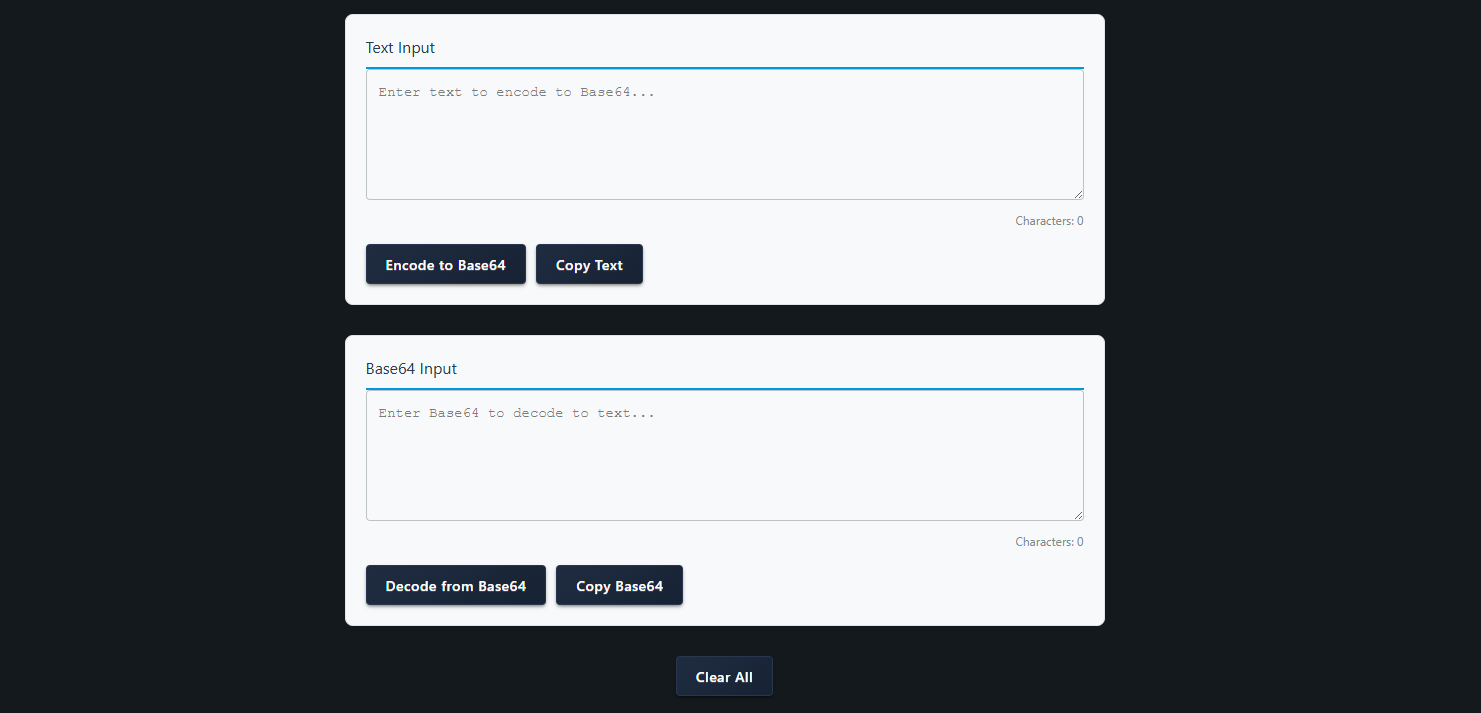 Text Input
Enter text to encode to Base64...
Characters: 0
Encode to Base64 Copy Text
Base64 Input
Enter Base64 to decode to text...
Characters: 0
Decode from Base64 Copy Base64
Clear All